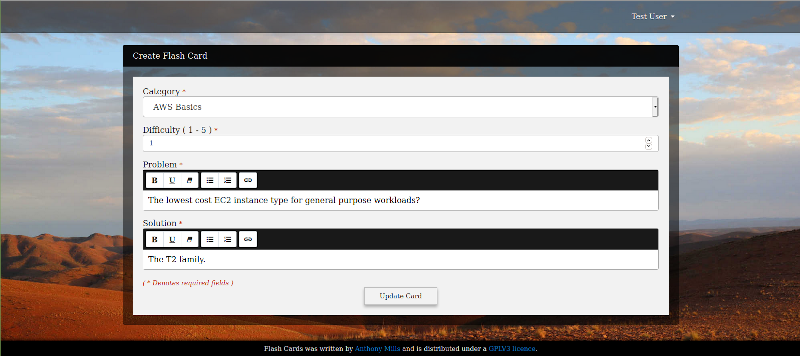 Test User
Create Flash Card
Category *
AWS Basics
Difficulty ( 1 - 5 ) *
1
Problem *
B U
The lowest cost EC2 instance type for general purpose workloads?
Solution *
B U
The T2 family.
( * Denotes required fields )
Update Card
Flash Cards was written by Anthony Mills and is distributed under a GPLV3 licence.